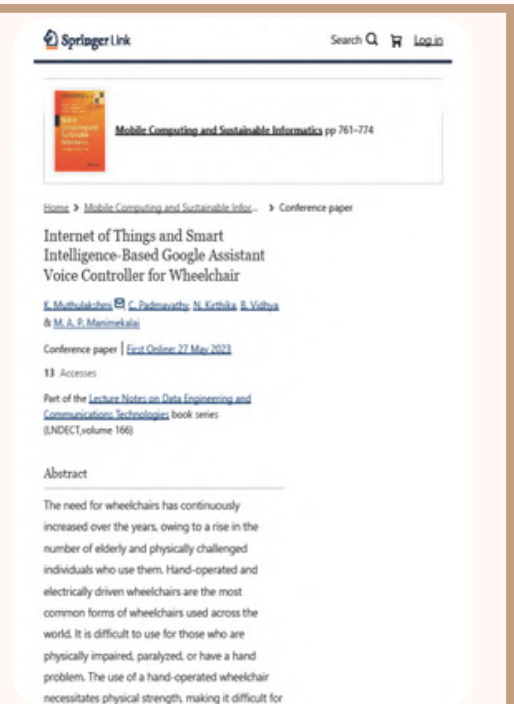 Springer Link
Search
Log in
Mobile Computing and Sustainable Informatics pp 761–774
Home > Mobile Computing and Sustainable Infor... > Conference paper
Internet of Things and Smart
Intelligence-Based Google Assistant
Voice Controller for Wheelchair
K. Muthulakshmi, C. Padmavathy, N. Kirthika, B. Vidhya
& M. A. P. Manimekalai
Conference paper | First Online: 27 May 2023
13 Accesses
Part of the Lecture Notes on Data Engineering and
Communications Technologies book series
(LNDECT,volume 166)
Abstract
The need for wheelchairs has continuously
increased over the years, owing to a rise in the
number of elderly and physically challenged
individuals who use them. Hand-operated and
electrically driven wheelchairs are the most
common forms of wheelchairs used across the
world. It is difficult to use for those who are
physically impaired, paralyzed, or have a hand
problem. The use of a hand-operated wheelchair
necessitates physical strength, making it difficult for